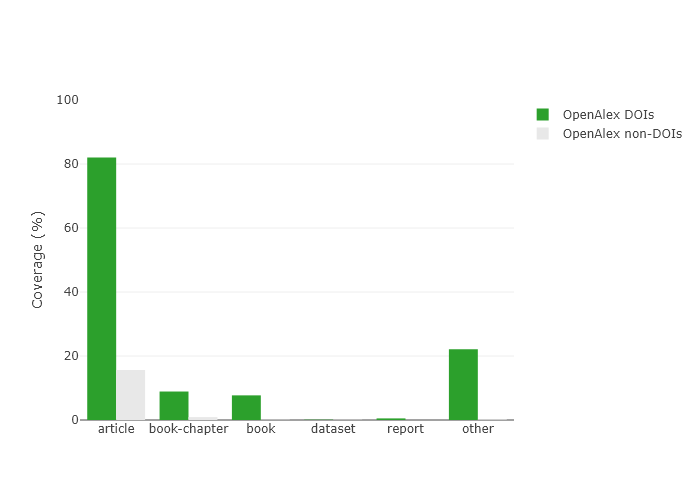 100
80
60
40
20
0
Coverage (%)
article
book-chapter
book
dataset
report
other
OpenAlex DOIs
OpenAlex non-DOIs